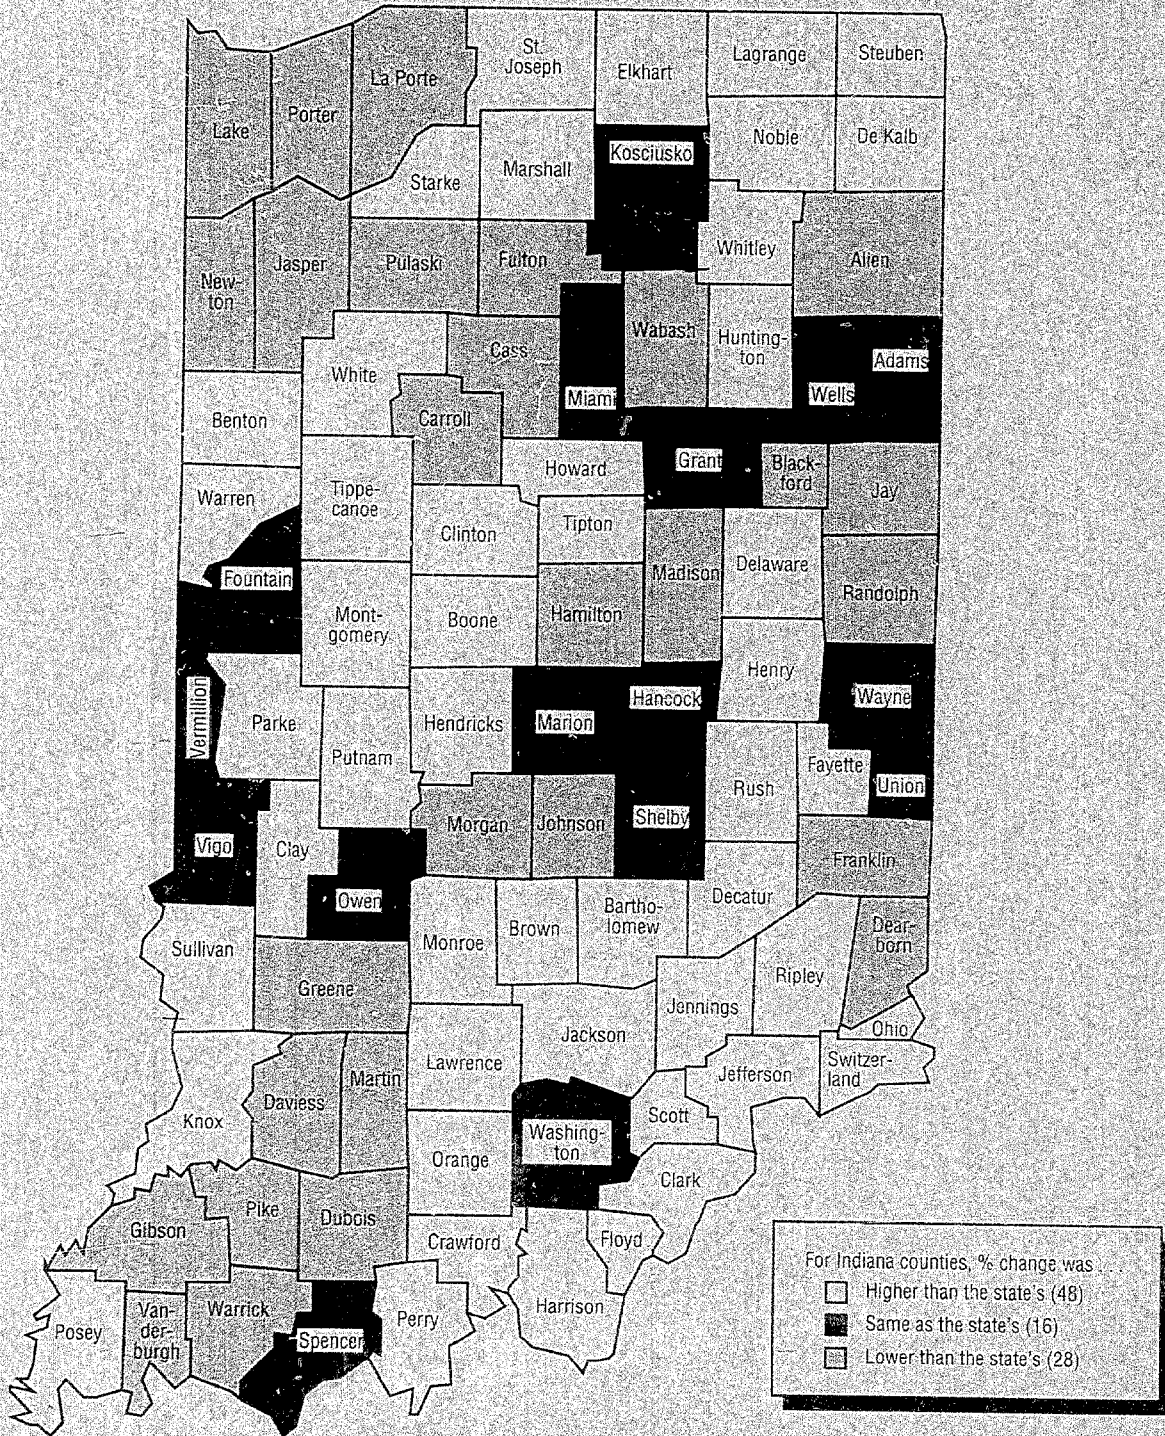 St.
Joseph
Elkhart
Lagrange
Steuben
La Porte
Porter
Lake
Noble
De Kalb
Kosciusko
Marshall
Starke
Whitley
Allen
New-
ton
Jasper
Pulaski
Fulton
Wabash
Hunting-
ton
Adams
Wells
Cass
White
Miami
Benton
Carroll
Grant
Black-
ford
Jay
Howard
Warren
Tippe-
canoe
Clinton
Tipton
Delaware
Madison
Randolph
Fountain
Mont-
gomery
Boone
Hamilton
Henry
Wayne
Hancock
Marion
Hendricks
Vermillion
Parke
Putnam
Rush
Fayette
Union
Shelby
Johnson
Morgan
Vigo
Clay
Franklin
Owen
Decatur
Bartho-
lomew
Brown
Monroe
Sullivan
Dear-
born
Ripley
Greene
Jennings
Jackson
Ohio
Lawrence
Switzer-
land
Jefferson
Martin
Daviess
Knox
Scott
Washing-
ton
Orange
Clark
Pike
Dubois
Gibson
Crawford
Floyd
Harrison
Perry
Warrick
Van-
der-
burgh
Posey
Spencer
For Indiana counties, % change was . . .
Higher than the state's (48)
Same as the state's (16)
Lower than the state's (28)